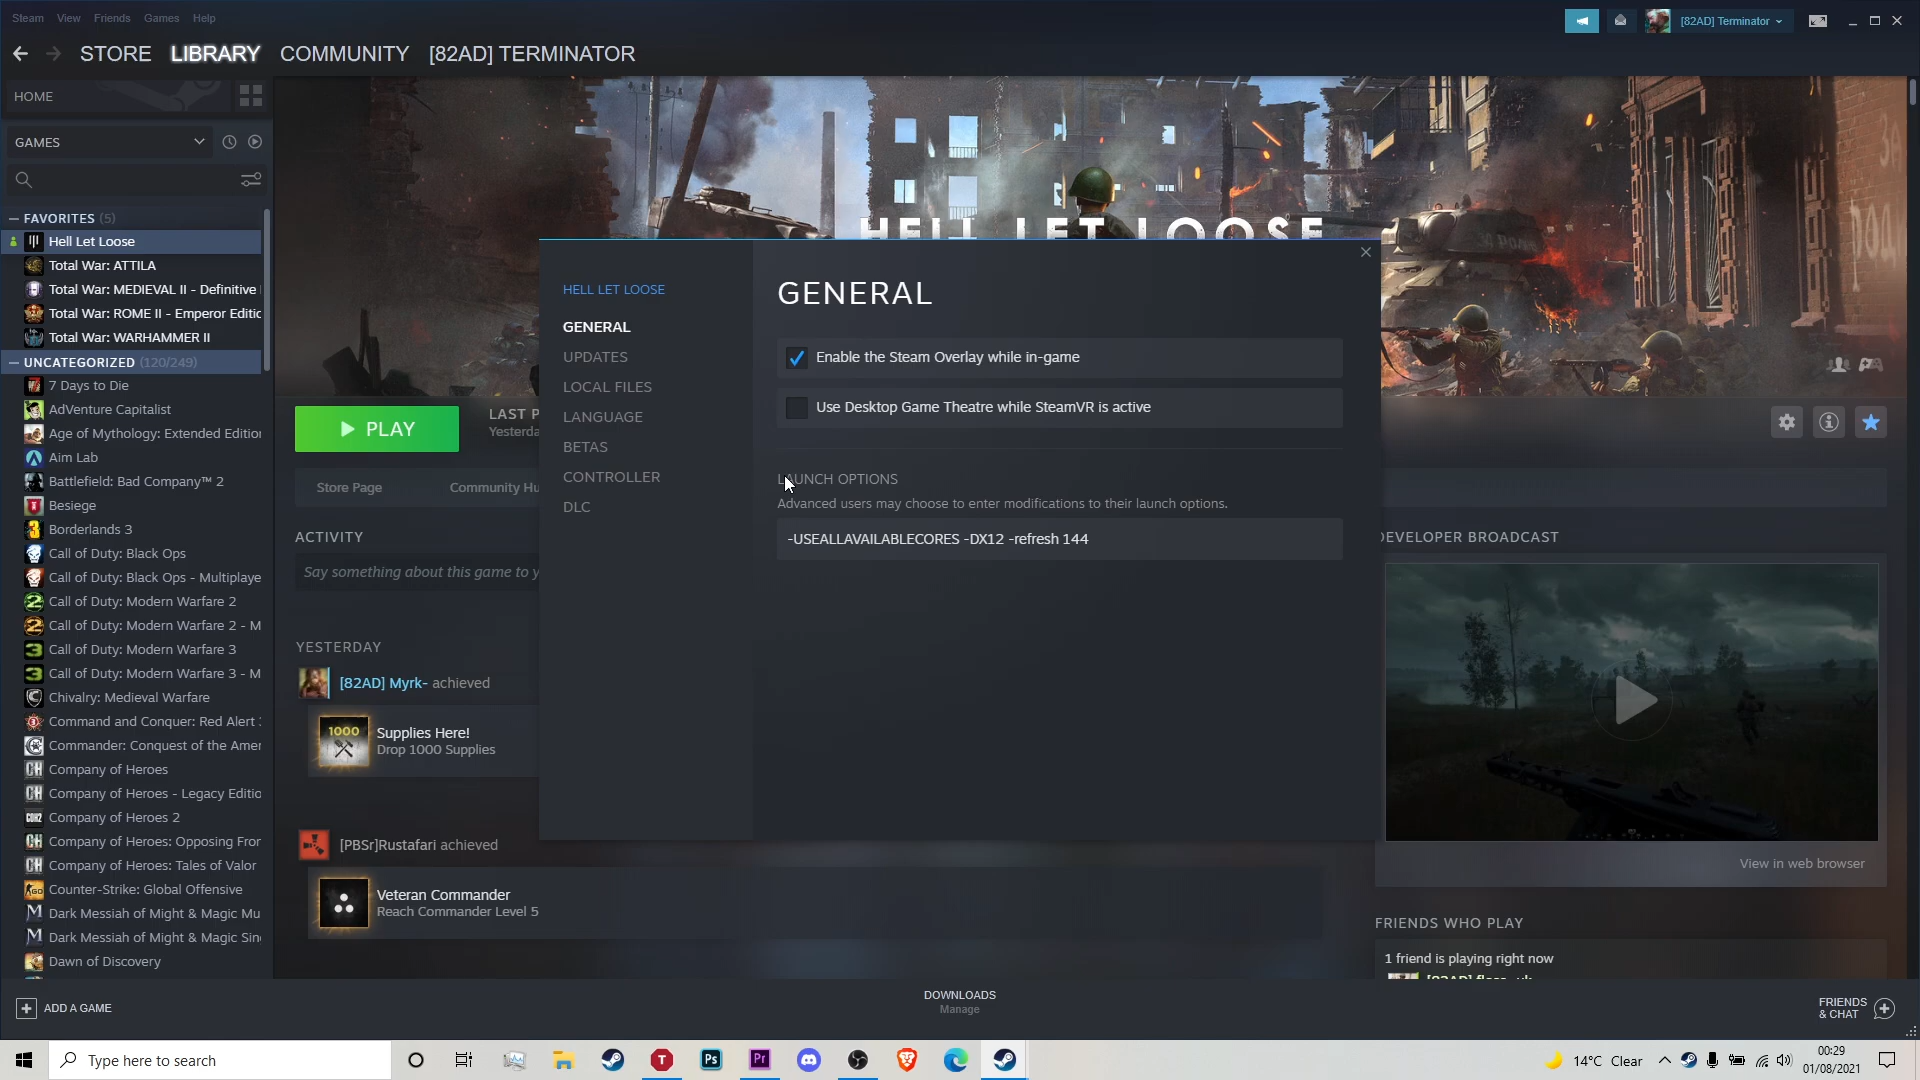 Steam View Friends Games Help
[82AD] Terminator
STORE LIBRARY COMMUNITY [82AD] TERMINATOR
HOME
GAMES
FAVORITES (5)
Hell Let Loose
Total War: ATTILA
Total War: MEDIEVAL II - Definitive
Total War: ROME II - Emperor Editic
Total War: WARHAMMER II
UNCATEGORIZED (120/249)
7 Days to Die
AdVenture Capitalist
Age of Mythology: Extended Edition
Aim Lab
Battlefield: Bad Company™ 2
Besiege
Borderlands 3
Call of Duty: Black Ops
Call of Duty: Black Ops - Multiplaye
Call of Duty: Modern Warfare 2
Call of Duty: Modern Warfare 2 - M
Call of Duty: Modern Warfare 3
Call of Duty: Modern Warfare 3 - M
Chivalry: Medieval Warfare
Command and Conquer: Red Alert
Commander: Conquest of the Amer
Company of Heroes
Company of Heroes - Legacy Editio
Company of Heroes 2
Company of Heroes: Opposing Fron
Company of Heroes: Tales of Valor
Counter-Strike: Global Offensive
Dark Messiah of Might & Magic Mu
Dark Messiah of Might & Magic Sin
Dawn of Discovery
ADD A GAME
HELL LET LOOSE
PLAY
LAST P
Yesterda
Store Page
Community Hu
ACTIVITY
Say something about this game to y
YESTERDAY
[82AD] Myrk- achieved
1000
Supplies Here!
Drop 1000 Supplies
[PBSr]Rustafari achieved
Veteran Commander
Reach Commander Level 5
HELL LET LOOSE
GENERAL
UPDATES
LOCAL FILES
LANGUAGE
BETAS
CONTROLLER
DLC
GENERAL
Enable the Steam Overlay while in-game
Use Desktop Game Theatre while SteamVR is active
LAUNCH OPTIONS
Advanced users may choose to enter modifications to their launch options.
-USEALLAVAILABLECORES -DX12 -refresh 144
DEVELOPER BROADCAST
View in web browser
FRIENDS WHO PLAY
1 friend is playing right now
DOWNLOADS
Manage
FRIENDS
& CHAT
Type here to search
14°C Clear
00:29
01/08/2021